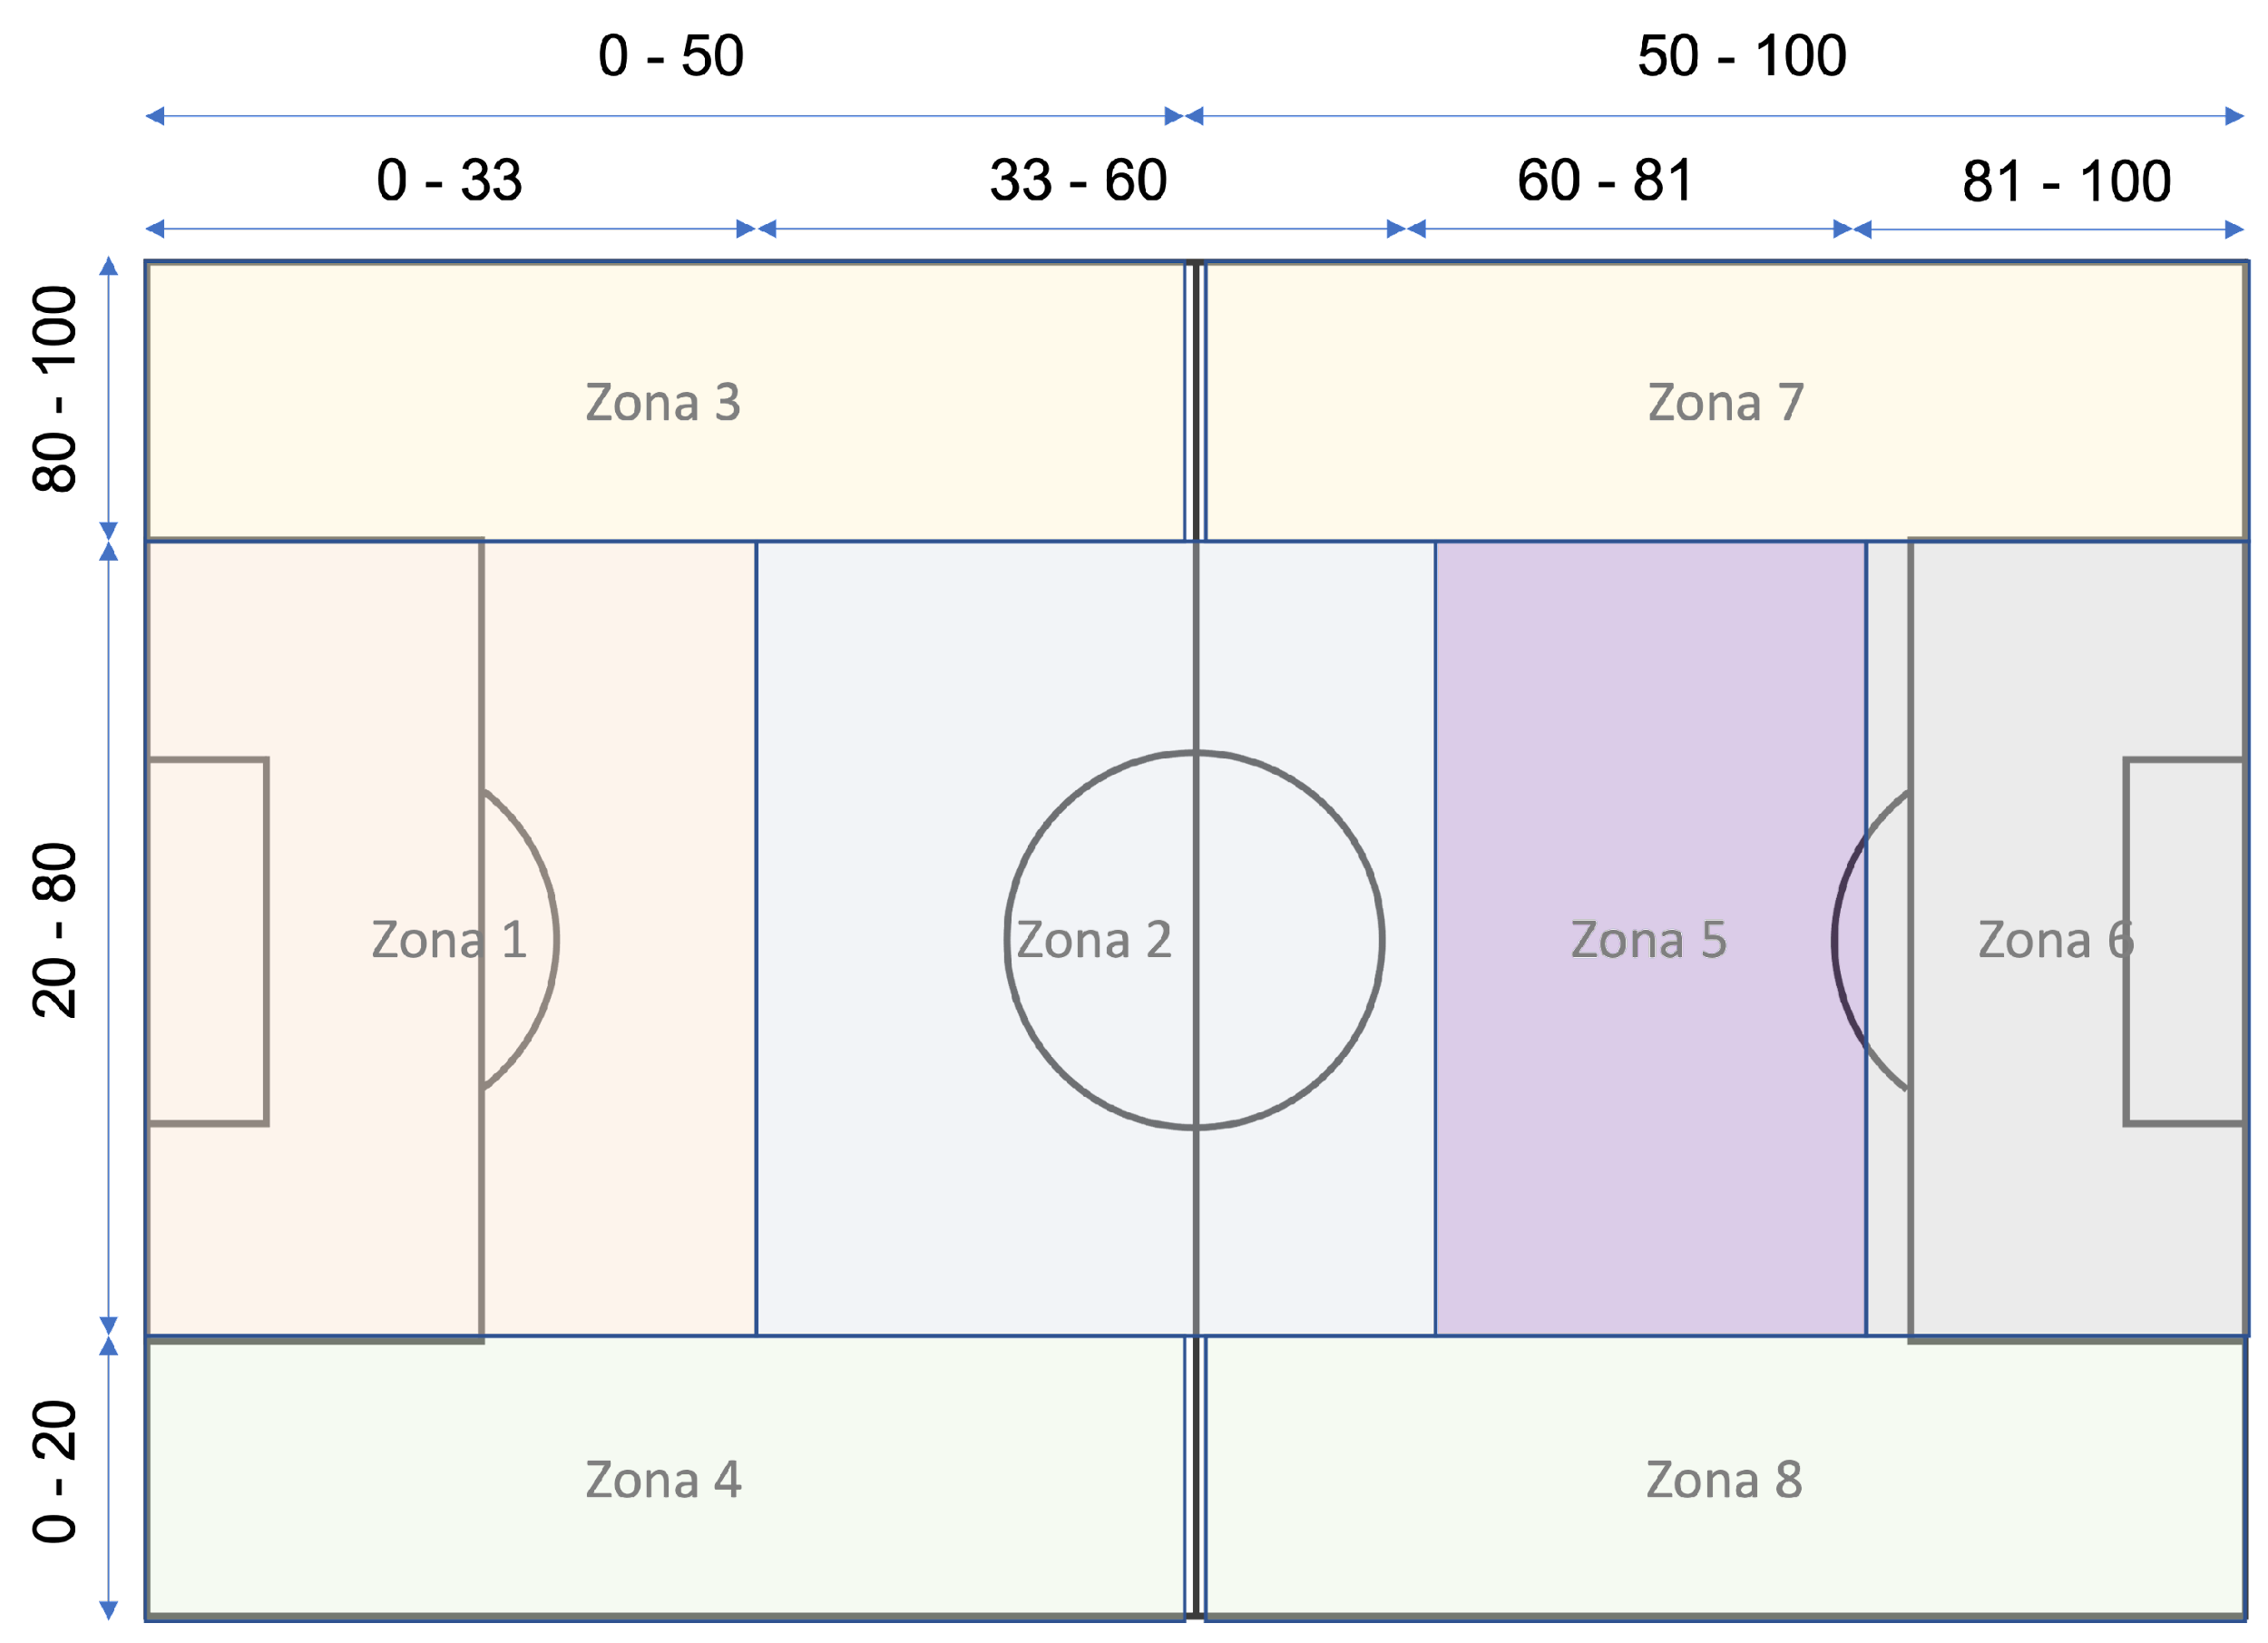 0 - 50
50 - 100
0 - 33
33 - 60
60 - 81
81 - 100
80 - 100
Zona 3
Zona 7
20 - 80
Zona 1
Zona 2
Zona 5
Zona 6
0 - 20
Zona 4
Zona 8